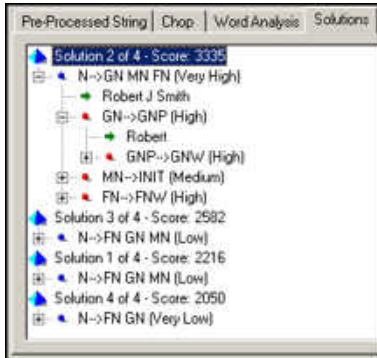 Pre-Processed String Chop Word Analysis Solutions
Solution 2 of 4 - Score: 3335
N-->GN MN FN (Very High)
Robert J Smith
GN-->GNP (High)
Robert
GNP-->GNW (High)
MN-->INIT (Medium)
FN-->FNW (High)
Solution 3 of 4 - Score: 2582
N-->FN GN MN (Low)
Solution 1 of 4 - Score: 2216
N-->FN GN MN (Low)
Solution 4 of 4 - Score: 2050
N-->FN GN (Very Low)